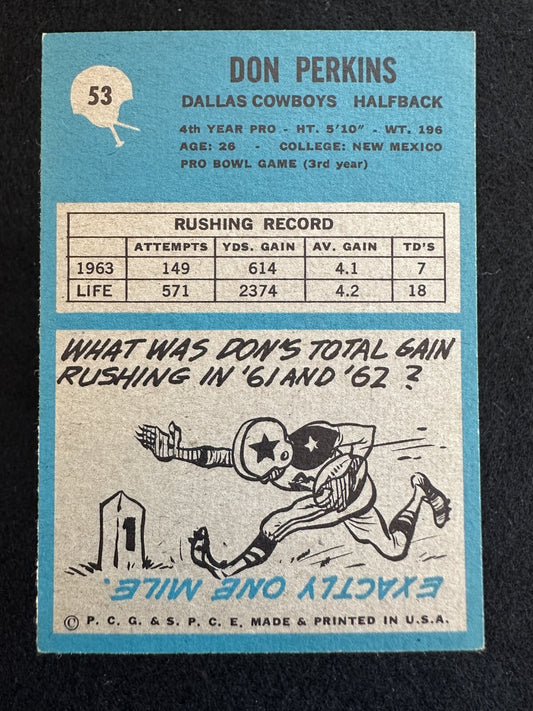 53
DON PERKINS
DALLAS COWBOYS HALFBACK
4th YEAR PRO - HT. 5'10" - WT. 196
AGE: 26 - COLLEGE: NEW MEXICO
PRO BOWL GAME (3rd year)
RUSHING RECORD
ATTEMPTS YDS. GAIN AV. GAIN TD'S
1963 149 614 4.1 7
LIFE 571 2374 4.2 18
WHAT WAS DON'S TOTAL GAIN
RUSHING IN '61 AND '62?
1
EXACTLY ONE MILE.
© P. C. G. & S. P. C. E. MADE & PRINTED IN U.S.A.